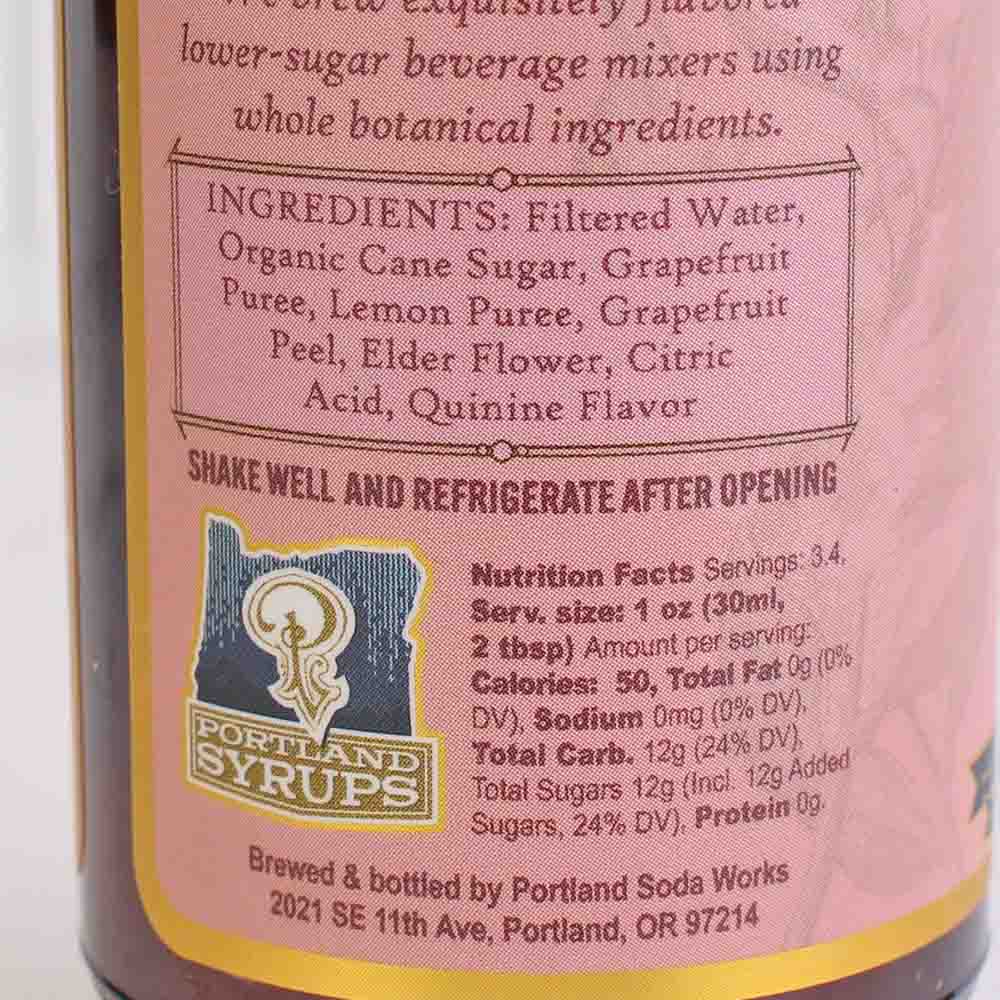 We brew exquisitely flavored
lower-sugar beverage mixers using
whole botanical ingredients.
INGREDIENTS: Filtered Water,
Organic Cane Sugar, Grapefruit
Puree, Lemon Puree, Grapefruit
Peel, Elder Flower, Citric
Acid, Quinine Flavor
SHAKE WELL AND REFRIGERATE AFTER OPENING
PORTLAND
SYRUPS
Nutrition Facts Servings: 3.4,
Serv. size: 1 oz (30ml,
2 tbsp) Amount per serving:
Calories: 50, Total Fat 0g (0%
DV), Sodium 0mg (0% DV),
Total Carb. 12g (24% DV),
Total Sugars 12g (Incl. 12g Added
Sugars, 24% DV), Protein 0g.
Brewed & bottled by Portland Soda Works
2021 SE 11th Ave, Portland, OR 97214